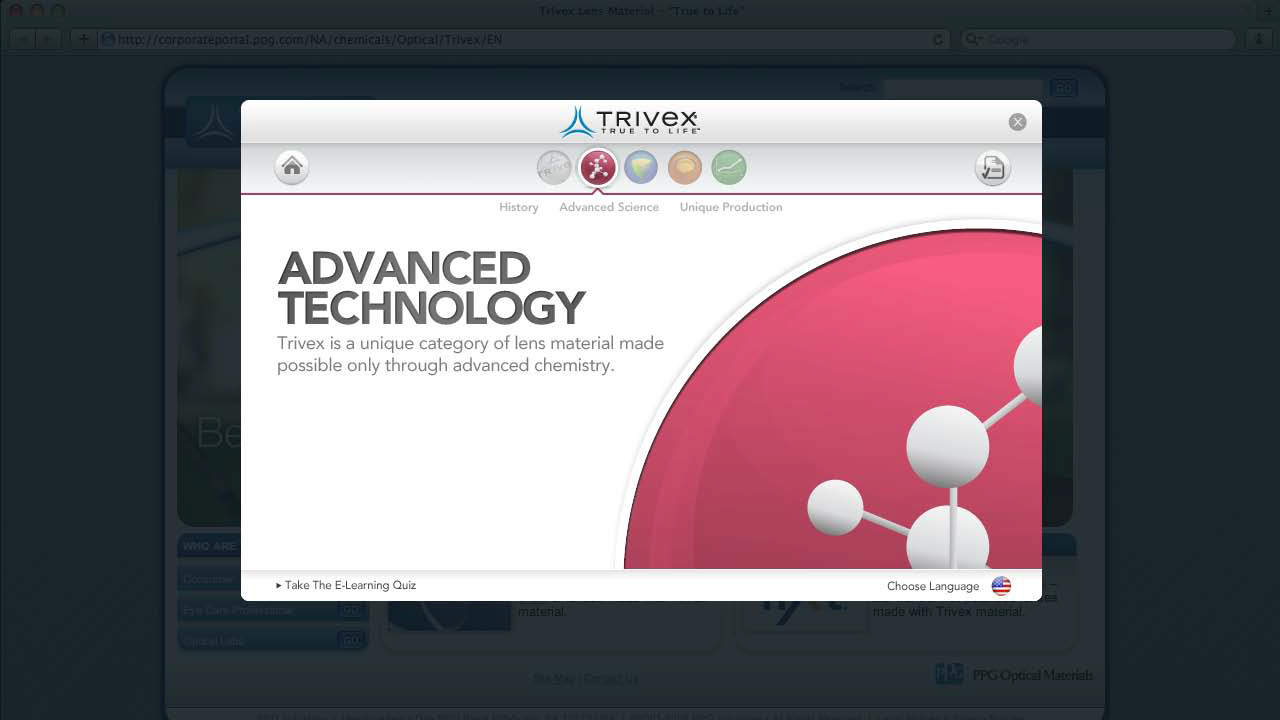 Trivex Lens Material – "True to Life"
http://corporateportal.ppg.com/NA/chemicals/Optical/Trivex/EN
Google
Search:
GO
TRIVEX
TRUE TO LIFE™
History
Advanced Science
Unique Production
ADVANCED
TECHNOLOGY
Trivex is a unique category of lens material made
possible only through advanced chemistry.
Be
WHO ARE
Consumer
Eye Care Professional
GO
Optical Labs
GO
▸ Take The E-Learning Quiz
Choose Language
material.
made with Trivex material.
Site Map | Contact Us
PPG Optical Materials